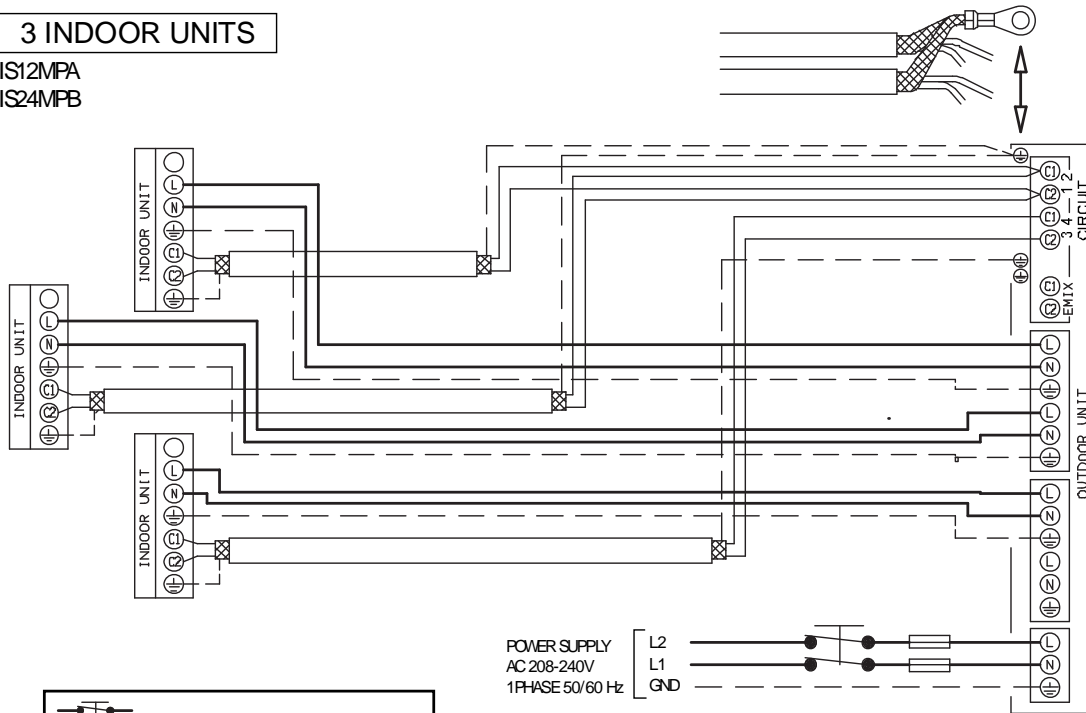 3 INDOOR UNITS
IS12MPA
IS24MPB
INDOOR UNIT
L
N
C1
C2
INDOOR UNIT
L
N
C1
C2
INDOOR UNIT
L
N
C1
C2
C1
C2
C1
C2
1 2
3 4
CIRCUIT
C1
C2
EMIX
L
N
L
N
OUTDOOR UNIT
L
N
L
N
L
N
POWER SUPPLY
AC 208-240V
1PHASE 50/60 Hz
L2
L1
GND